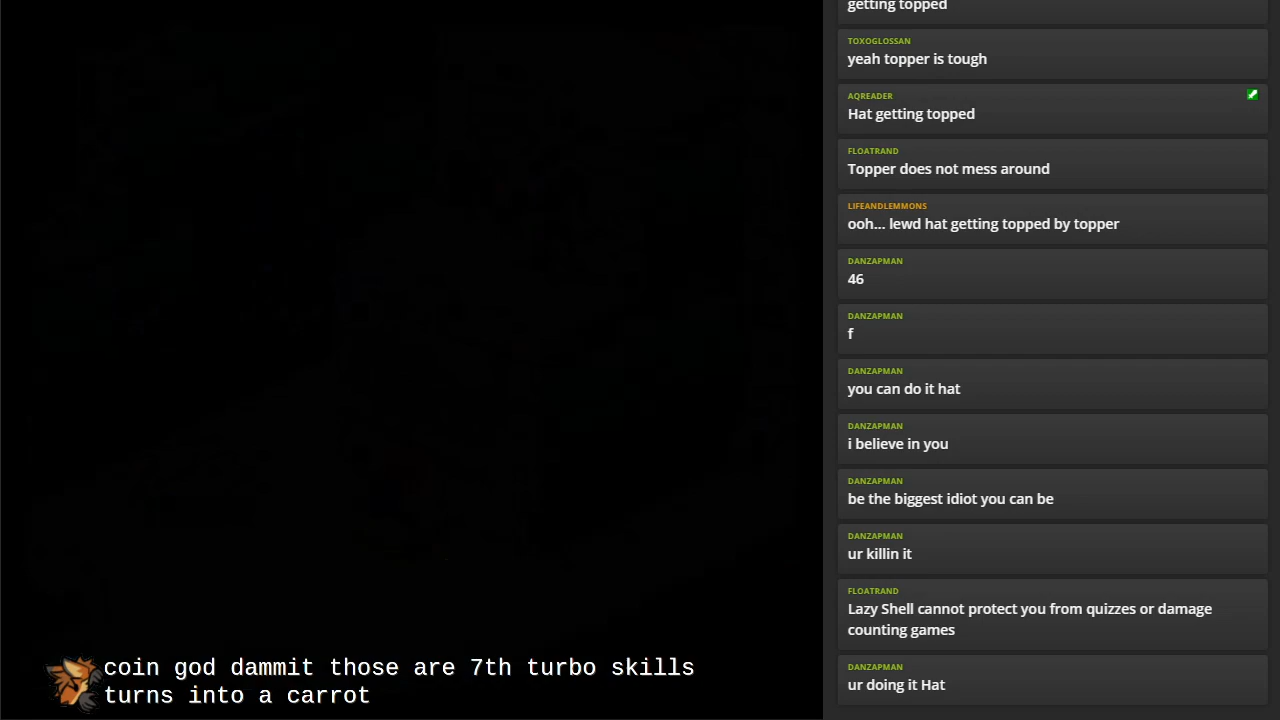 getting topped
TOXOGLOSSAN
yeah topper is tough
AQREADER
Hat getting topped
FLOATRAND
Topper does not mess around
LIFEANDLEMMONS
ooh... lewd hat getting topped by topper
DANZAPMAN
46
DANZAPMAN
f
DANZAPMAN
you can do it hat
DANZAPMAN
i believe in you
DANZAPMAN
be the biggest idiot you can be
DANZAPMAN
ur killin it
FLOATRAND
Lazy Shell cannot protect you from quizzes or damage
counting games
DANZAPMAN
ur doing it Hat
coin god dammit those are 7th turbo skills
turns into a carrot